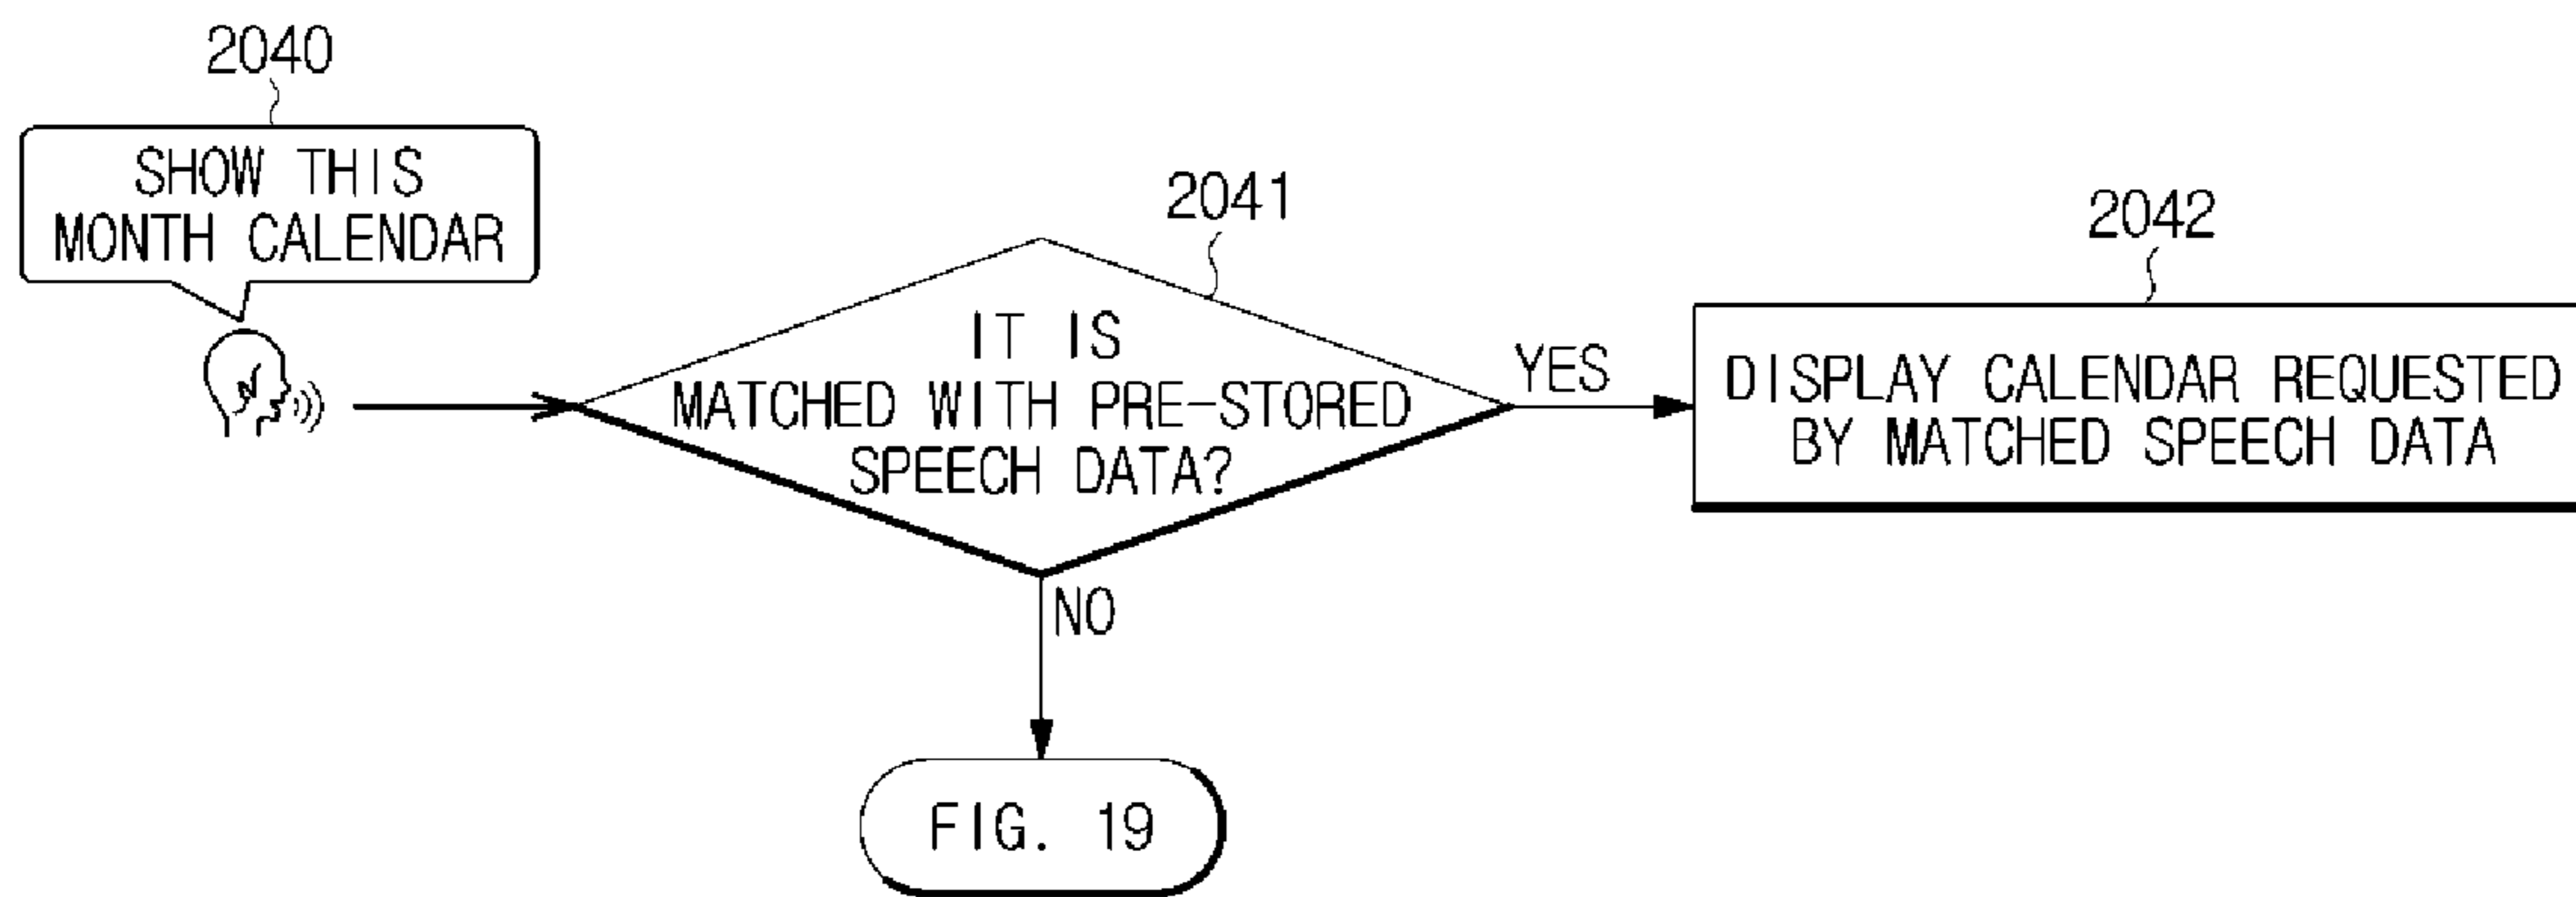 2040
SHOW THIS
MONTH CALENDAR
2041
IT IS
MATCHED WITH PRE-STORED
SPEECH DATA?
YES
2042
DISPLAY CALENDAR REQUESTED
BY MATCHED SPEECH DATA
NO
FIG. 19